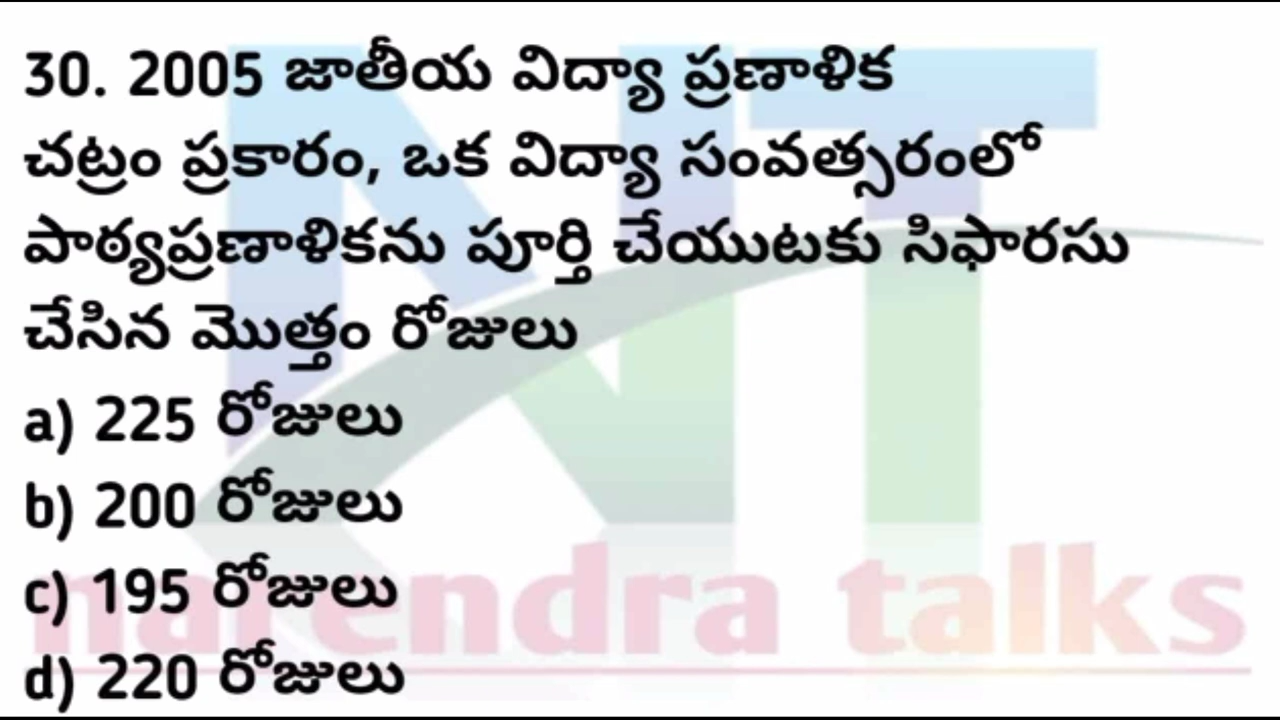 30. 2005 జాతీయ విద్యా ప్రణాళిక
చట్రం ప్రకారం, ఒక విద్యా సంవత్సరంలో
పాఠ్యప్రణాళికను పూర్తి చేయుటకు సిఫారసు
చేసిన మొత్తం రోజులు
a) 225 రోజులు
b) 200 రోజులు
c) 195 రోజులు
d) 220 రోజులు
NT
narendra talks